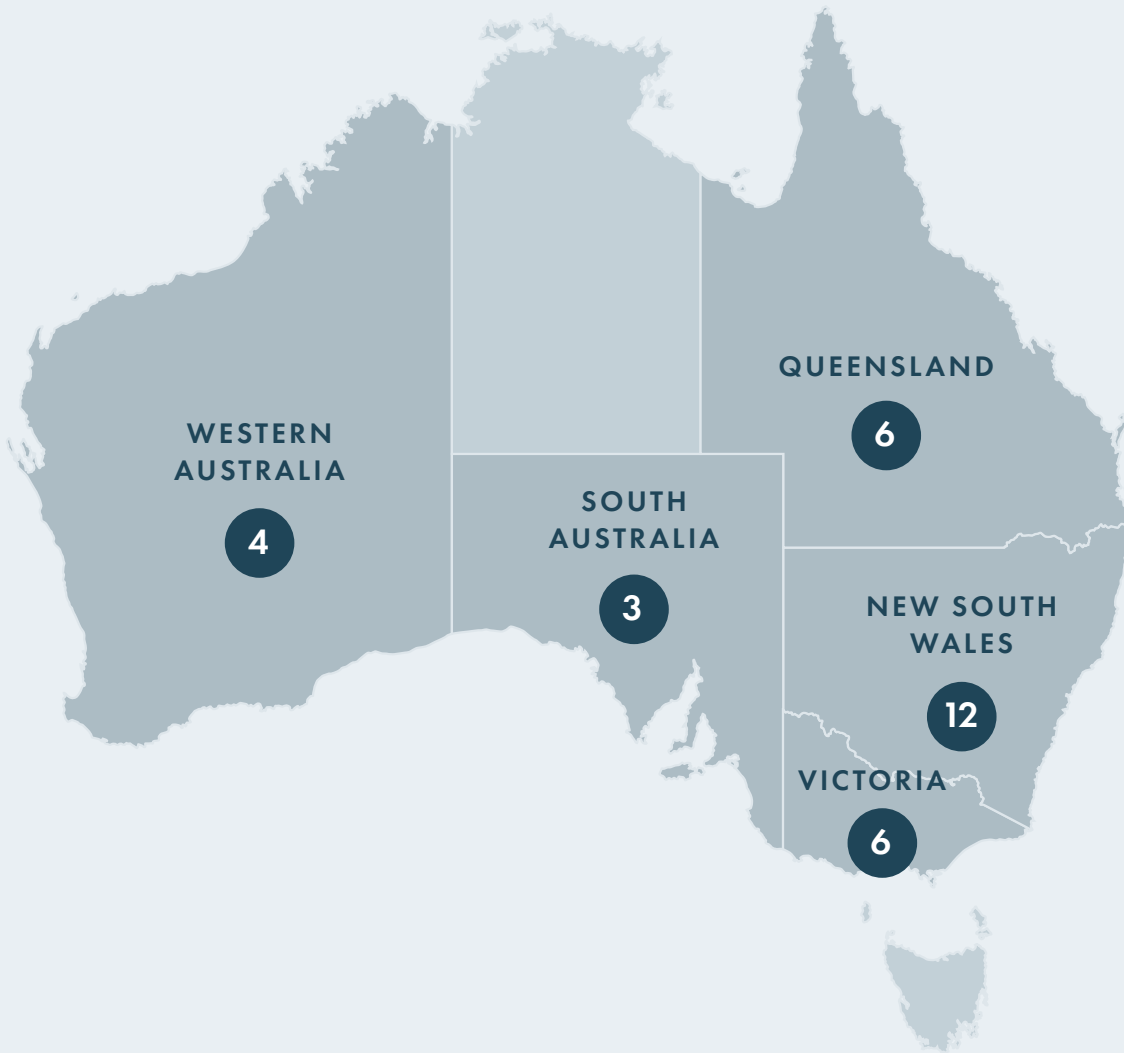 QUEENSLAND
6
WESTERN
AUSTRALIA
4
SOUTH
AUSTRALIA
3
NEW SOUTH
WALES
12
VICTORIA
6